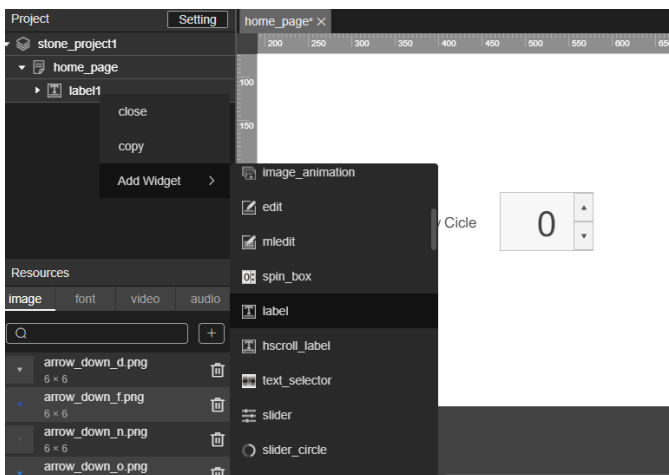 Project
Setting
home_page* ×
stone_project1
home_page
label1
200 250 300 350 400 450 500 550 600
100
150
close
copy
Add Widget >
image_animation
edit
mledit
spin_box
label
hscroll_label
text_selector
slider
slider_circle
Cicle
0
Resources
image font video audio
+
arrow_down_d.png
6 × 6
arrow_down_f.png
6 × 6
arrow_down_n.png
6 × 6
arrow_down_o.png